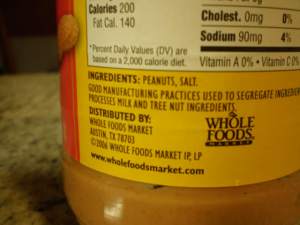 Calories 200
Fat Cal. 140
*Percent Daily Values (DV) are
based on a 2,000 calorie diet.
Cholest. 0mg 0%
Sodium 90mg 4%
Vitamin A 0% • Vitamin C 0%
INGREDIENTS: PEANUTS, SALT.
GOOD MANUFACTURING PRACTICES USED TO SEGREGATE
PROCESSES MILK AND TREE NUT INGREDIENTS.
DISTRIBUTED BY:
WHOLE FOODS MARKET
AUSTIN, TX 78703
©2006 WHOLE FOODS MARKET IP, LP
www.wholefoodsmarket.com
WHOLE
FOODS
MARKET